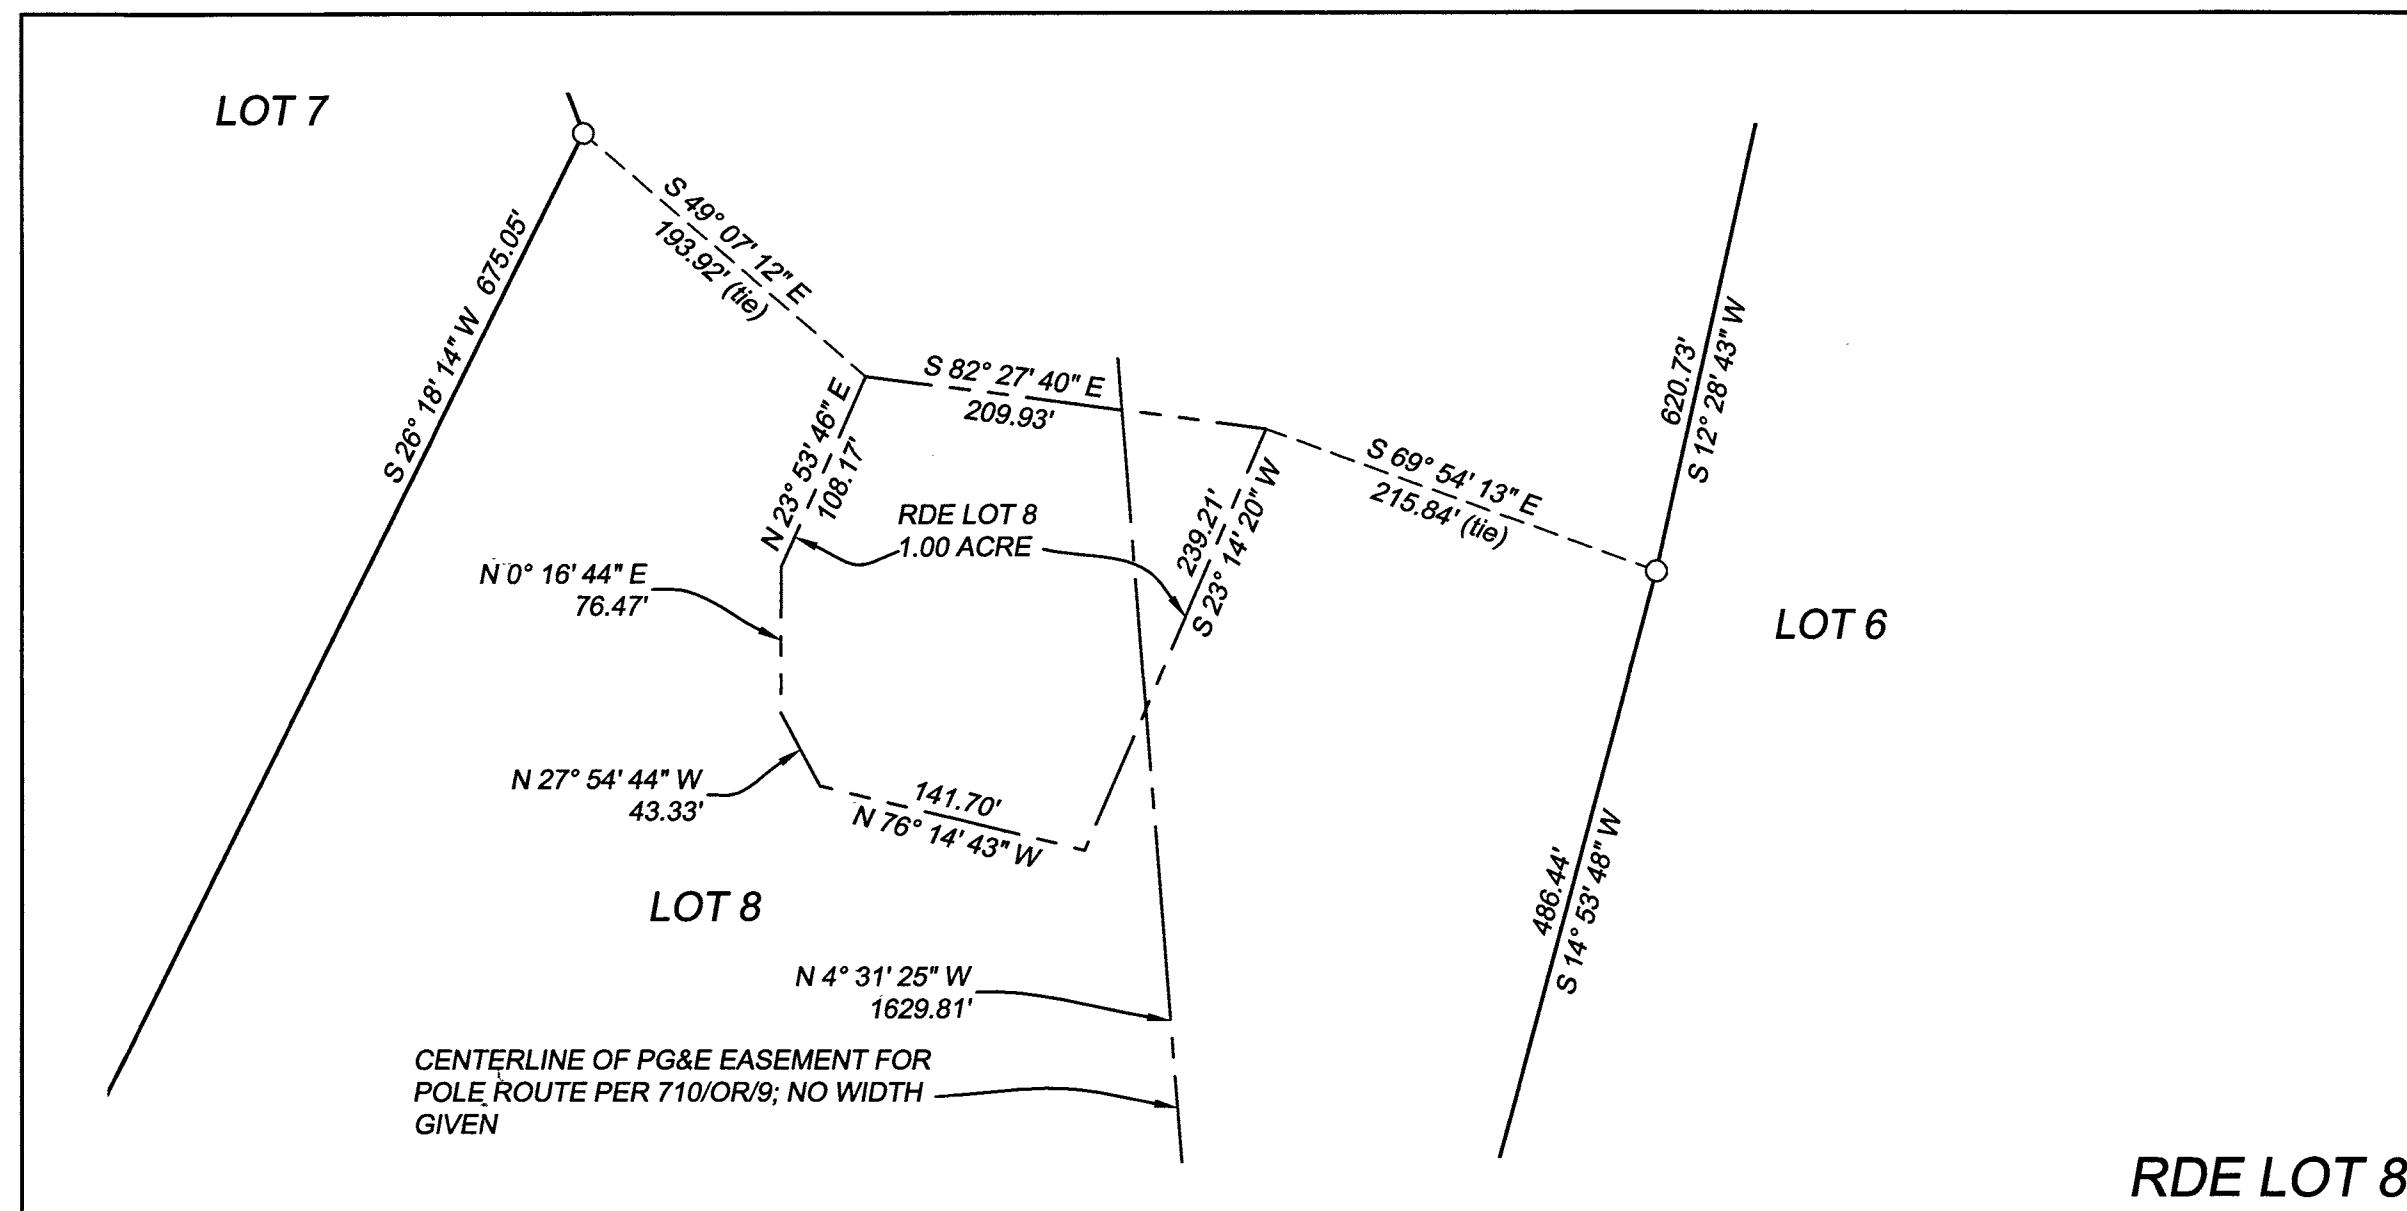 LOT 7
S 26° 18' 14" W 675.05'
S 49° 07' 12" E
193.92' (tie)
S 82° 27' 40" E
209.93'
N 23° 53' 46" E
108.17'
RDE LOT 8
1.00 ACRE
239.21'
S 23° 14' 20" W
S 69° 54' 13" E
215.84' (tie)
620.73'
S 12° 28' 43" W
N 0° 16' 44" E
76.47'
LOT 6
N 27° 54' 44" W
43.33'
141.70'
N 76° 14' 43" W
486.44'
S 14° 53' 48" W
LOT 8
N 4° 31' 25" W
1629.81'
CENTERLINE OF PG&E EASEMENT FOR
POLE ROUTE PER 710/OR/9; NO WIDTH
GIVEN
RDE LOT 8